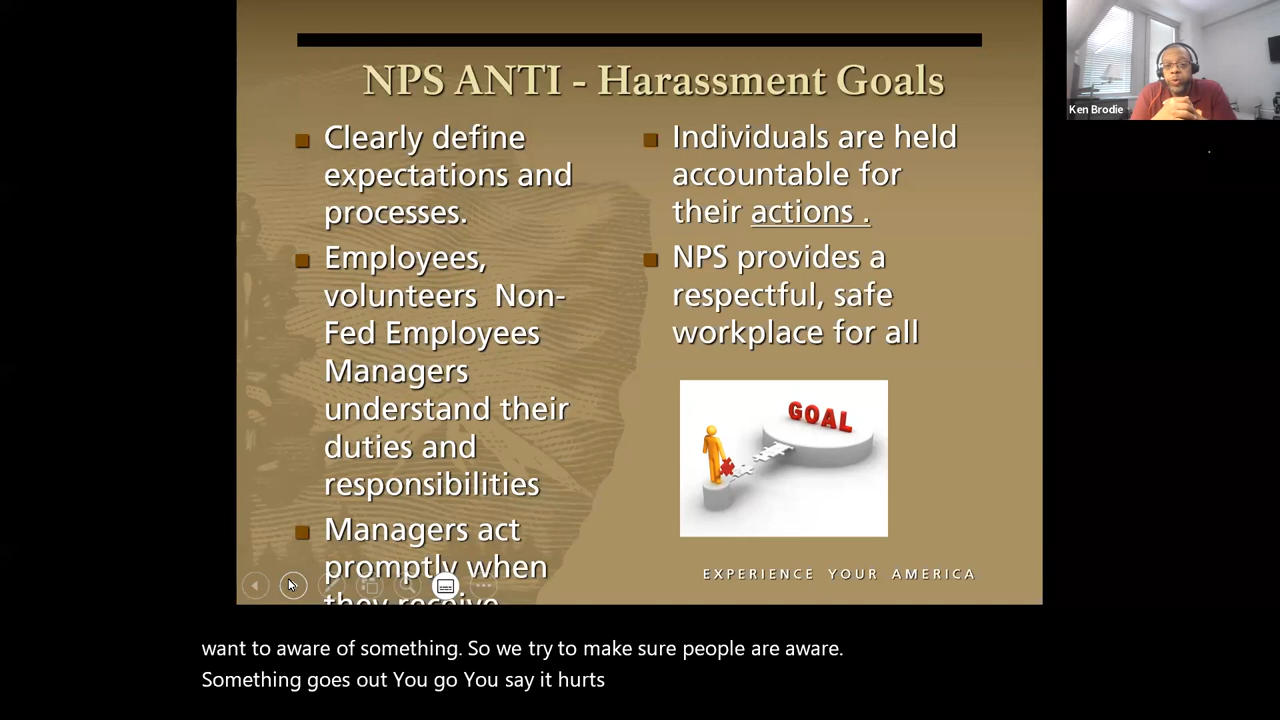 NPS ANTI - Harassment Goals
Clearly define
expectations and
processes.
Employees,
volunteers  Non-
Fed Employees
Managers
understand their
duties and
responsibilities
Managers act
promptly when
they receive
Individuals are held
accountable for
their actions .
NPS provides a
respectful, safe
workplace for all
GOAL
EXPERIENCE YOUR AMERICA
Ken Brodie
want to aware of something. So we try to make sure people are aware.
Something goes out You go You say it hurts